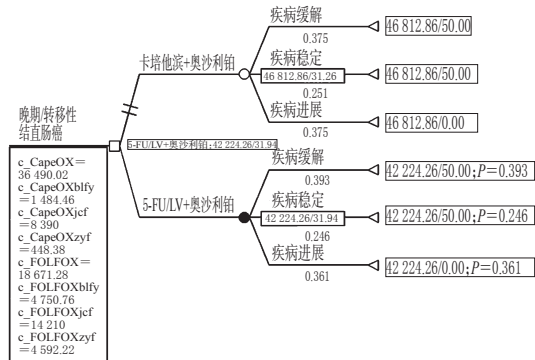 疾病缓解
46 812.86/50.00
0.375
卡培他滨+奥沙利铂
疾病稳定
46 812.86/31.26
46 812.86/50.00
0.251
疾病进展
46 812.86/0.00
0.375
晚期/转移性
结直肠癌
5-FU/LV+奥沙利铂:42 224.26/31.94
疾病缓解
42 224.26/50.00;P=0.393
0.393
5-FU/LV+奥沙利铂
疾病稳定
42 224.26/31.94
42 224.26/50.00;P=0.246
0.246
疾病进展
42 224.26/0.00;P=0.361
0.361
c_CapeOX=
36 490.02
c_CapeOXblfy
=1 484.46
c_CapeOXjcf
=8 390
c_CapeOXzyf
=448.38
c_FOLFOX=
18 671.28
c_FOLFOXblfy
=4 750.76
c_FOLFOXjcf
=14 210
c_FOLFOXzyf
=4 592.22